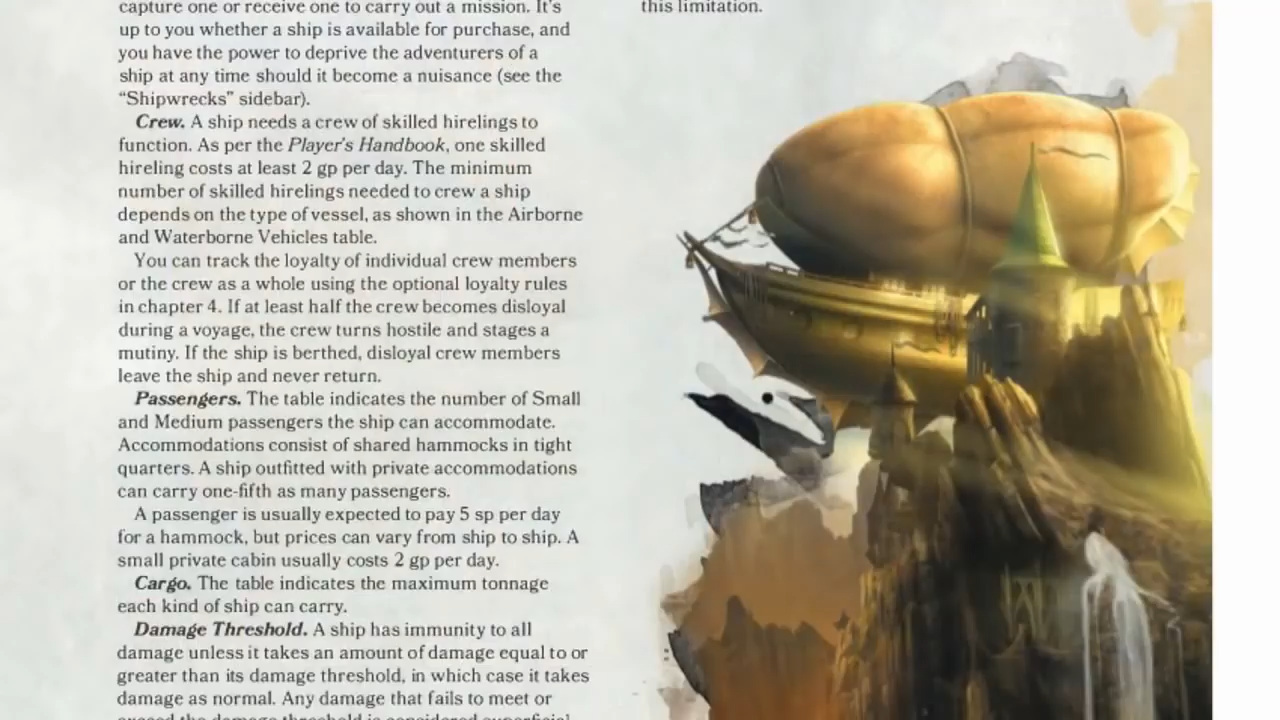 capture one or receive one to carry out a mission. It's
up to you whether a ship is available for purchase, and
you have the power to deprive the adventurers of a
ship at any time should it become a nuisance (see the
“Shipwrecks” sidebar).
Crew. A ship needs a crew of skilled hirelings to
function. As per the Player's Handbook, one skilled
hireling costs at least 2 gp per day. The minimum
number of skilled hirelings needed to crew a ship
depends on the type of vessel, as shown in the Airborne
and Waterborne Vehicles table.
You can track the loyalty of individual crew members
or the crew as a whole using the optional loyalty rules
in chapter 4. If at least half the crew becomes disloyal
during a voyage, the crew turns hostile and stages a
mutiny. If the ship is berthed, disloyal crew members
leave the ship and never return.
Passengers. The table indicates the number of Small
and Medium passengers the ship can accommodate.
Accommodations consist of shared hammocks in tight
quarters. A ship outfitted with private accommodations
can carry one-fifth as many passengers.
A passenger is usually expected to pay 5 sp per day
for a hammock, but prices can vary from ship to ship. A
small private cabin usually costs 2 gp per day.
Cargo. The table indicates the maximum tonnage
each kind of ship can carry.
Damage Threshold. A ship has immunity to all
damage unless it takes an amount of damage equal to or
greater than its damage threshold, in which case it takes
damage as normal. Any damage that fails to meet or
exceed the damage threshold is considered superficial
this limitation.